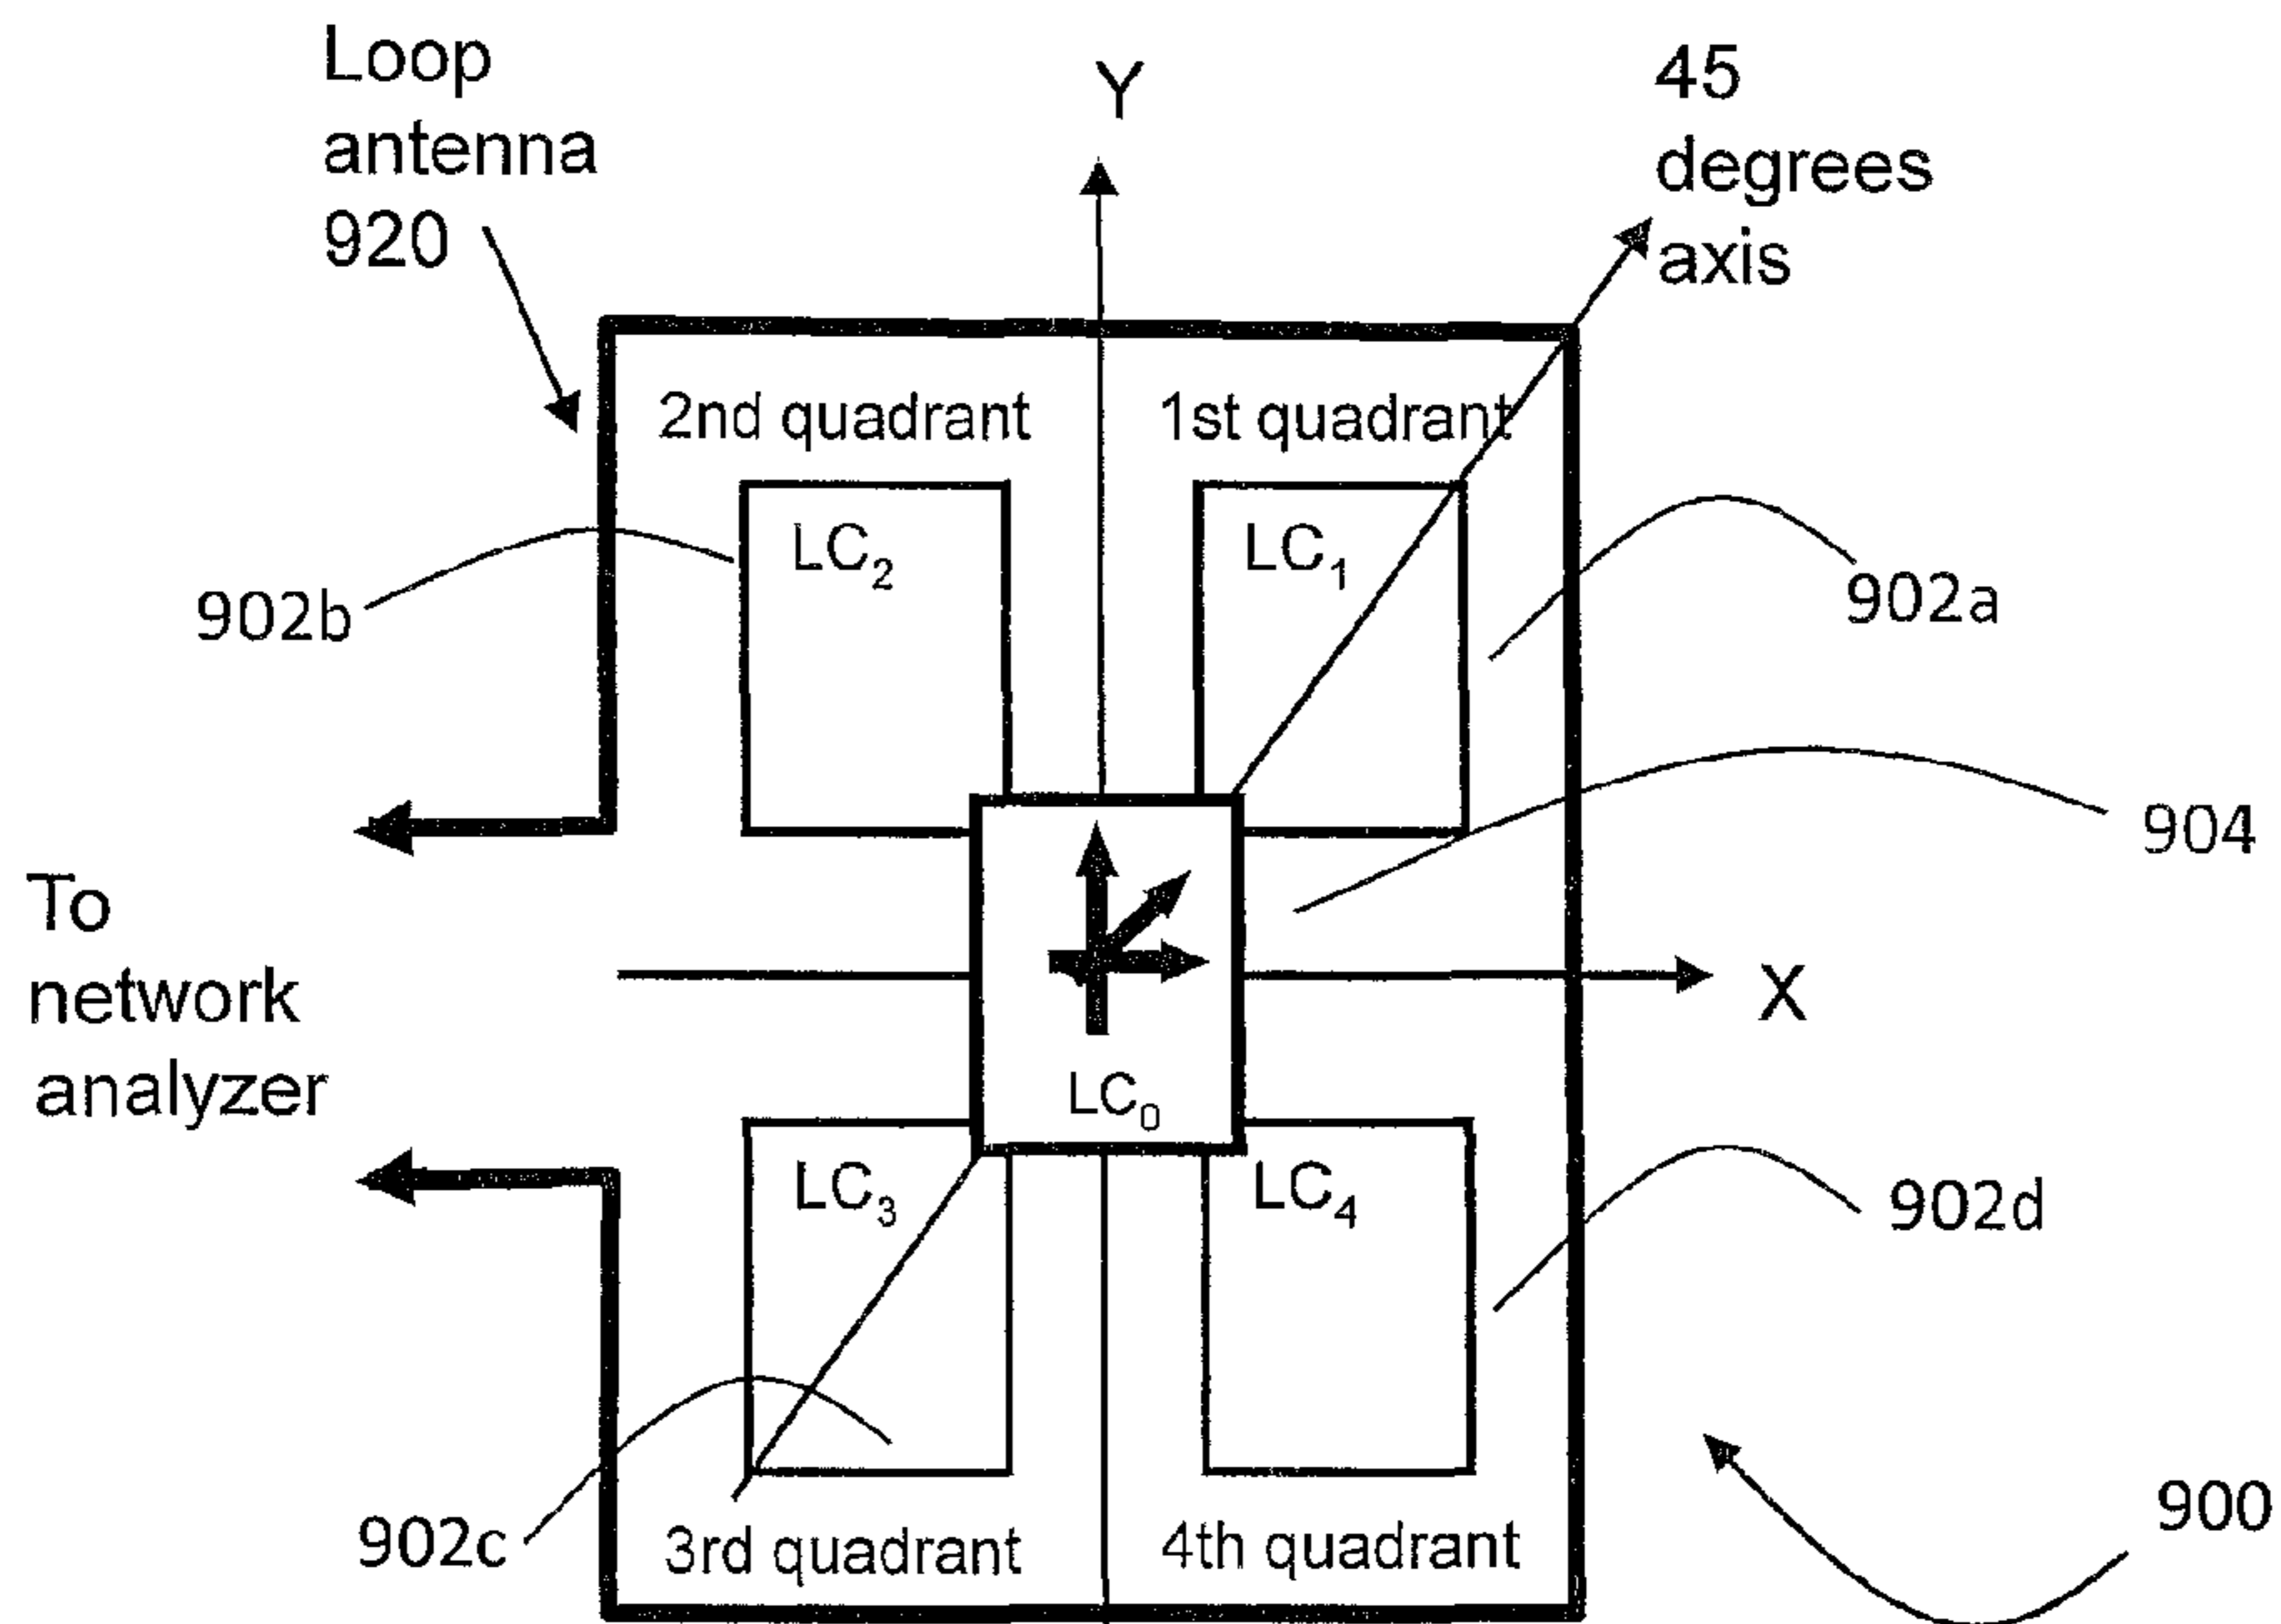 Loop
antenna
920
Y
45
degrees
axis
2nd quadrant
1st quadrant
LC2
LC1
902b
902a
904
To
network
analyzer
X
LC0
LC3
LC4
902d
902c
3rd quadrant
4th quadrant
900